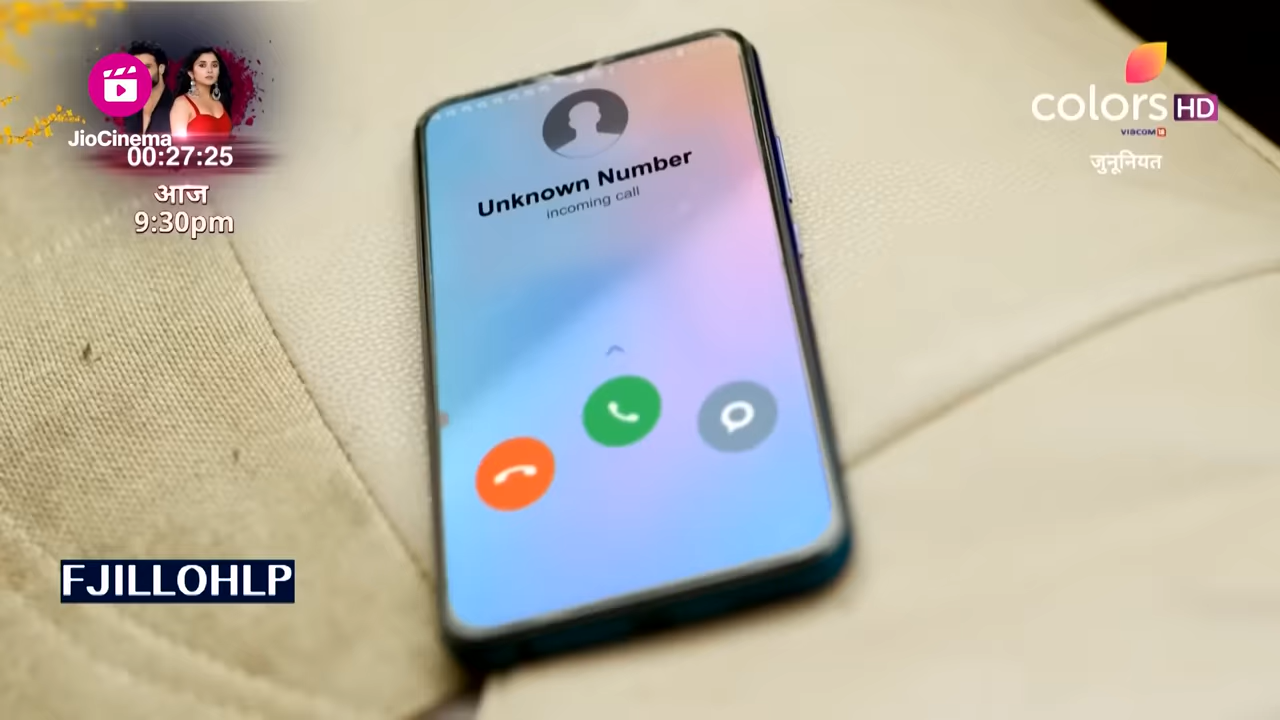 JioCinema
00:27:25
आज
9:30pm
colors HD
VIACOM18
जुनूनियत
Unknown Number
incoming call
FJILLOHLP